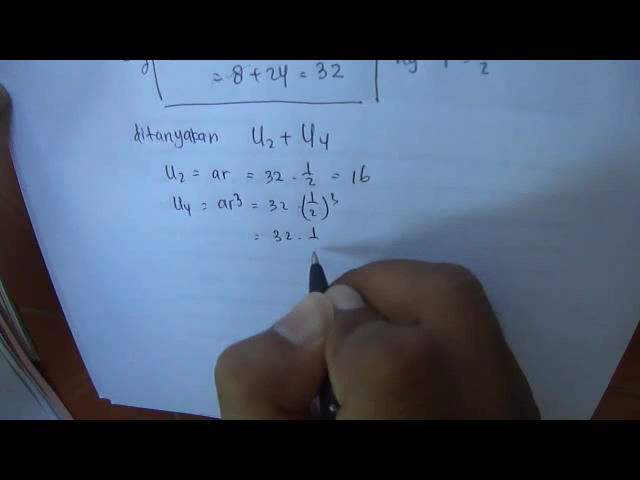 = 8 + 24 = 32
ditanyakan U₂ + U₄
U₂ = ar = 32 · 1/2 = 16
U₄ = ar³ = 32 · (1/2)³
= 32 · 1